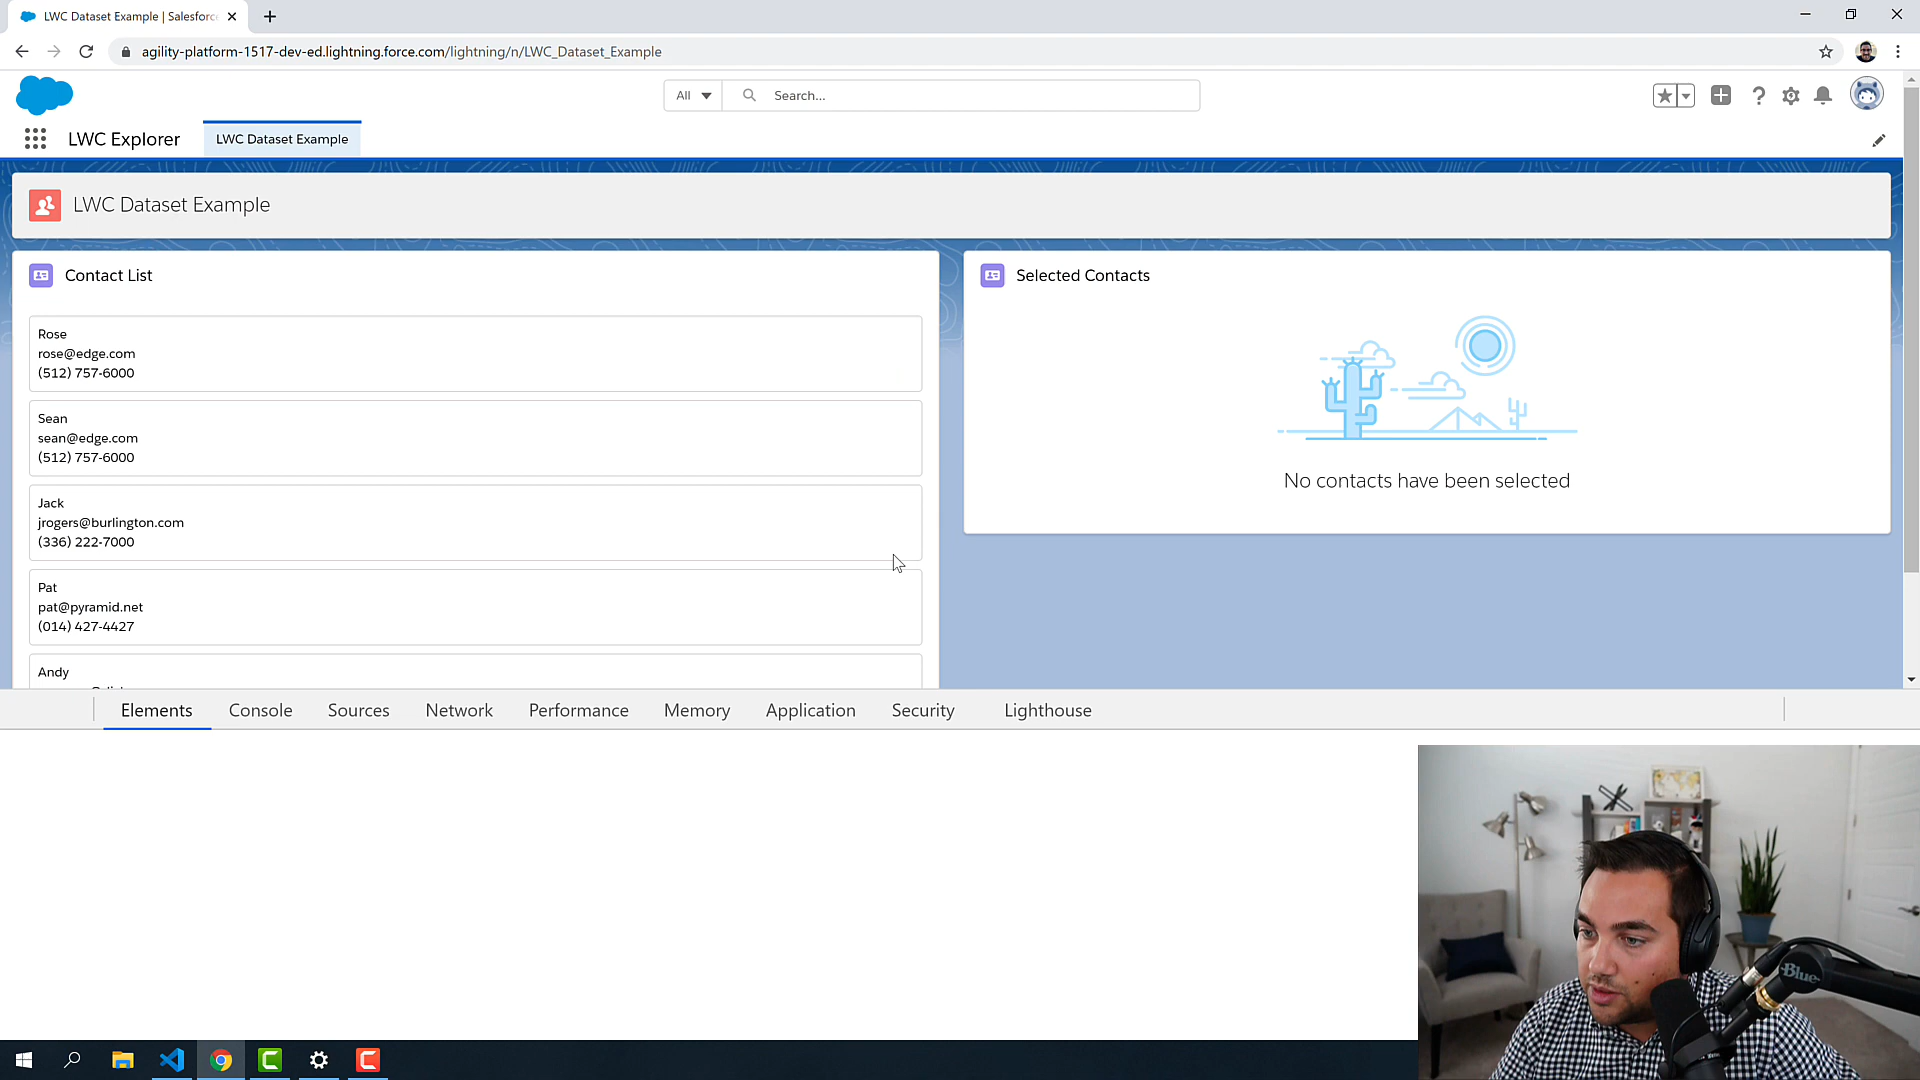 LWC Dataset Example | Salesforc
agility-platform-1517-dev-ed.lightning.force.com/lightning/n/LWC_Dataset_Example
All
Search...
LWC Explorer
LWC Dataset Example
LWC Dataset Example
Contact List
Rose
rose@edge.com
(512) 757-6000
Sean
sean@edge.com
(512) 757-6000
Jack
jrogers@burlington.com
(336) 222-7000
Pat
pat@pyramid.net
(014) 427-4427
Andy
Selected Contacts
No contacts have been selected
Elements Console Sources Network Performance Memory Application Security Lighthouse
Blue